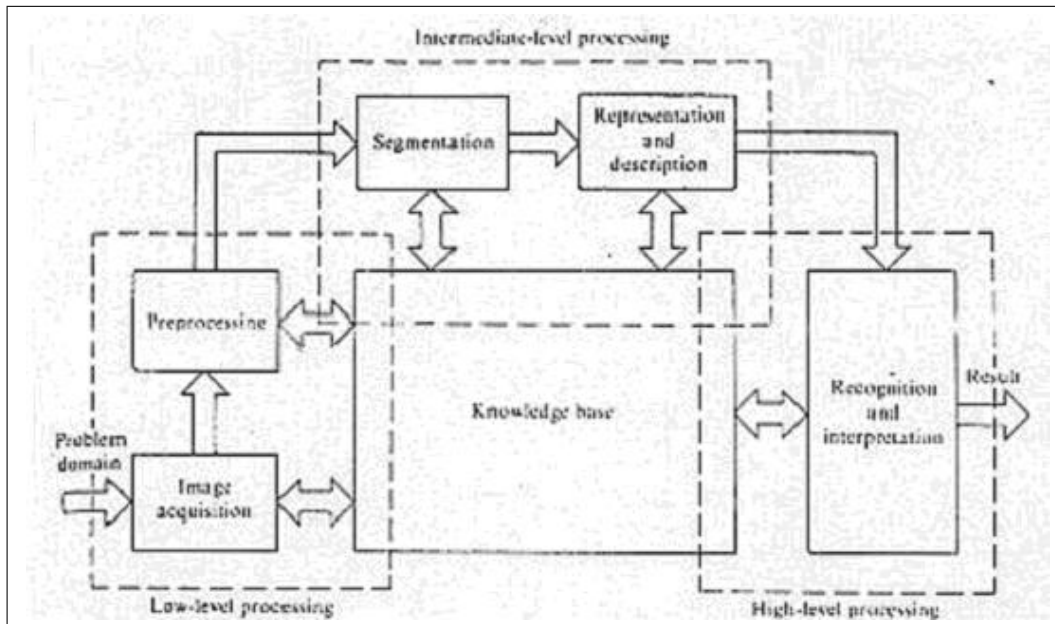 Intermediate-level processing
Segmentation
Representation
and
description
Preprocessing
Knowledge base
Recognition
and
interpretation
Result
Problem
domain
Image
acquisition
Low-level processing
High-level processing